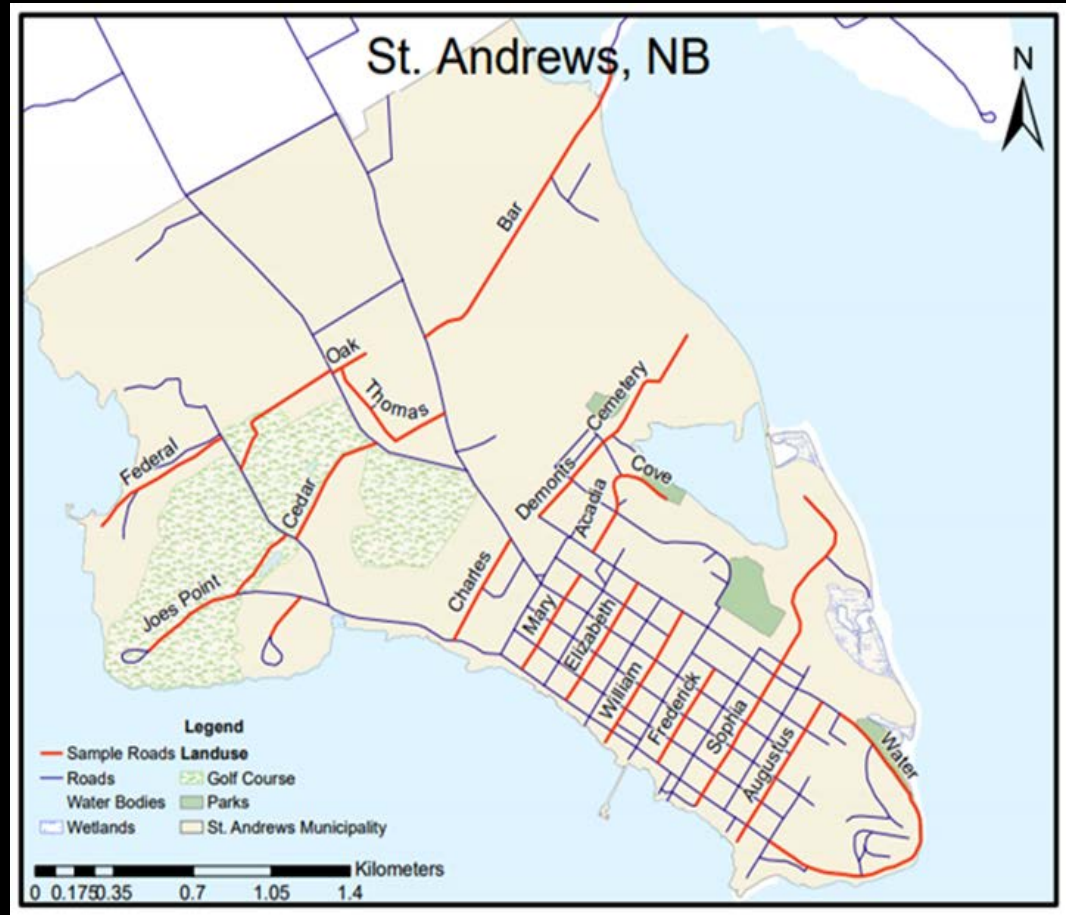 St. Andrews, NB
N
Bar
Oak
Thomas
Cemetery
Federal
Demonts
Cove
Cedar
Acadia
Charles
Joes Point
Mary
Elizabeth
William
Frederick
Sophia
Augustus
Water
Legend
Sample Roads
Roads
Water Bodies
Wetlands
Landuse
Golf Course
Parks
St. Andrews Municipality
Kilometers
0 0.175 0.35 0.7 1.05 1.4